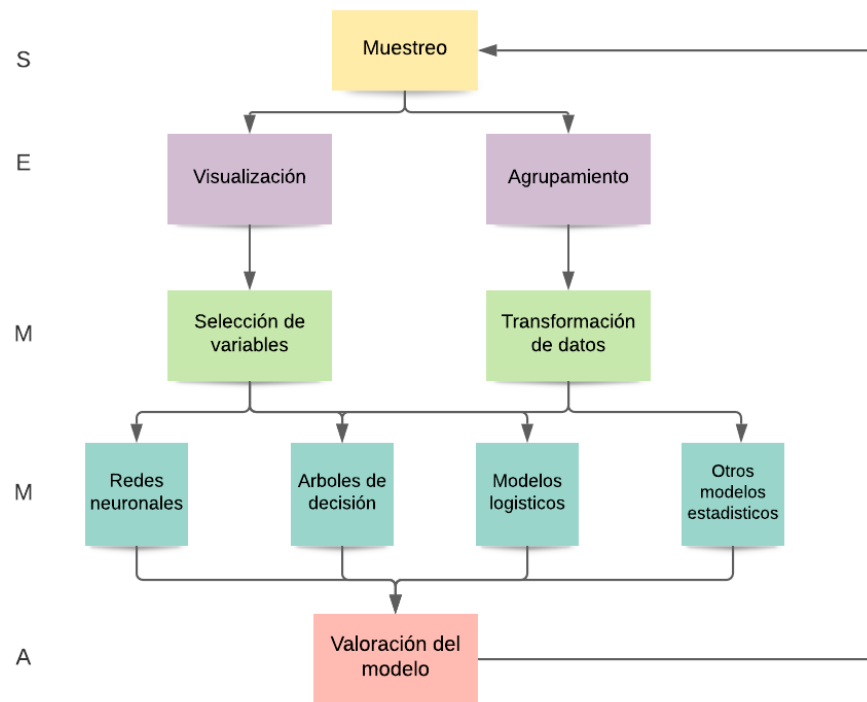 S
Muestreo
E
Visualización
Agrupamiento
M
Selección de
variables
Transformación
de datos
M
Redes
neuronales
Arboles de
decisión
Modelos
logisticos
Otros
modelos
estadisticos
A
Valoración del
modelo